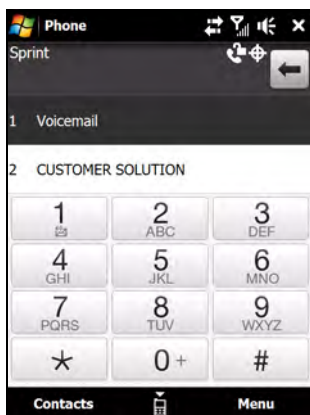 Phone
Sprint
1 Voicemail
2 CUSTOMER SOLUTION
1 2 ABC 3 DEF
4 GHI 5 JKL 6 MNO
7 PQRS 8 TUV 9 WXYZ
* 0 + #
Contacts Menu